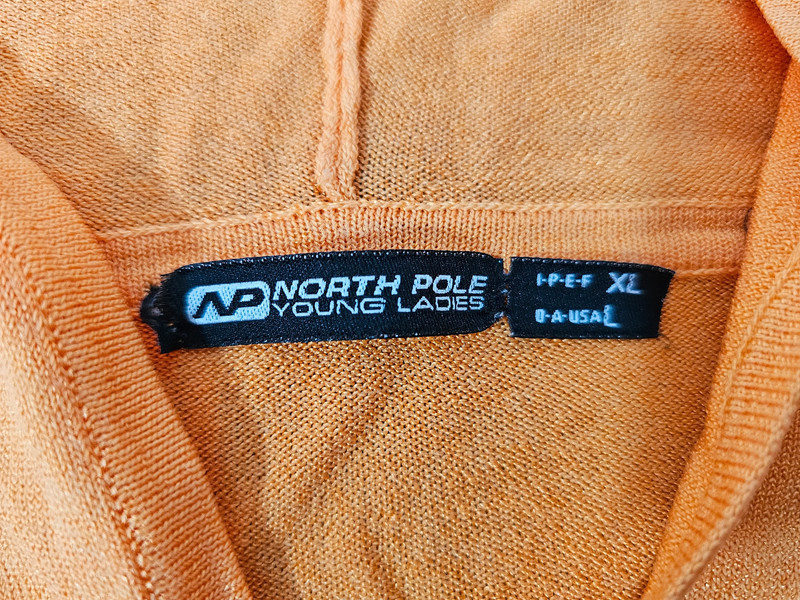 NP NORTH POLE
YOUNG LADIES
I-P-E-F XL
D-A-USA L